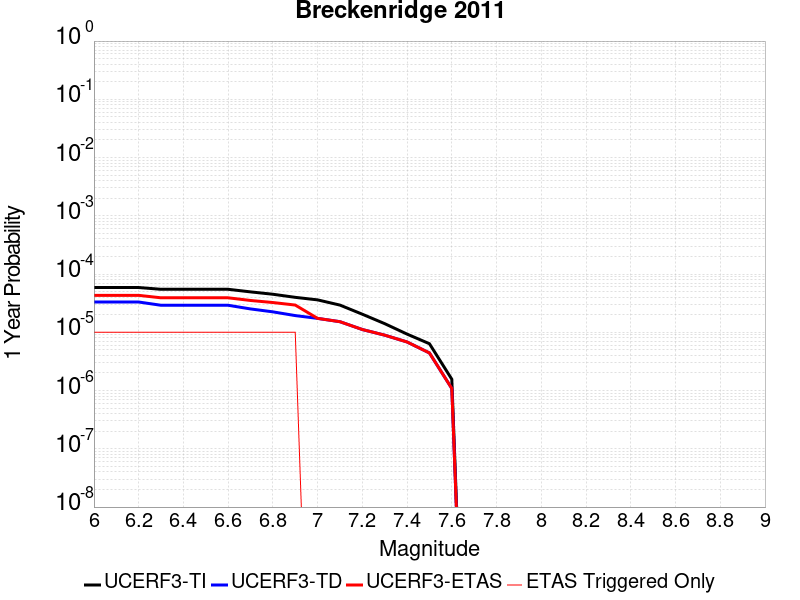 Breckenridge 2011
10^0
10^-1
10^-2
10^-3
10^-4
10^-5
10^-6
10^-7
10^-8
1 Year Probability
6 6.2 6.4 6.6 6.8 7 7.2 7.4 7.6 7.8 8 8.2 8.4 8.6 8.8 9
Magnitude
UCERF3-TI UCERF3-TD UCERF3-ETAS ETAS Triggered Only